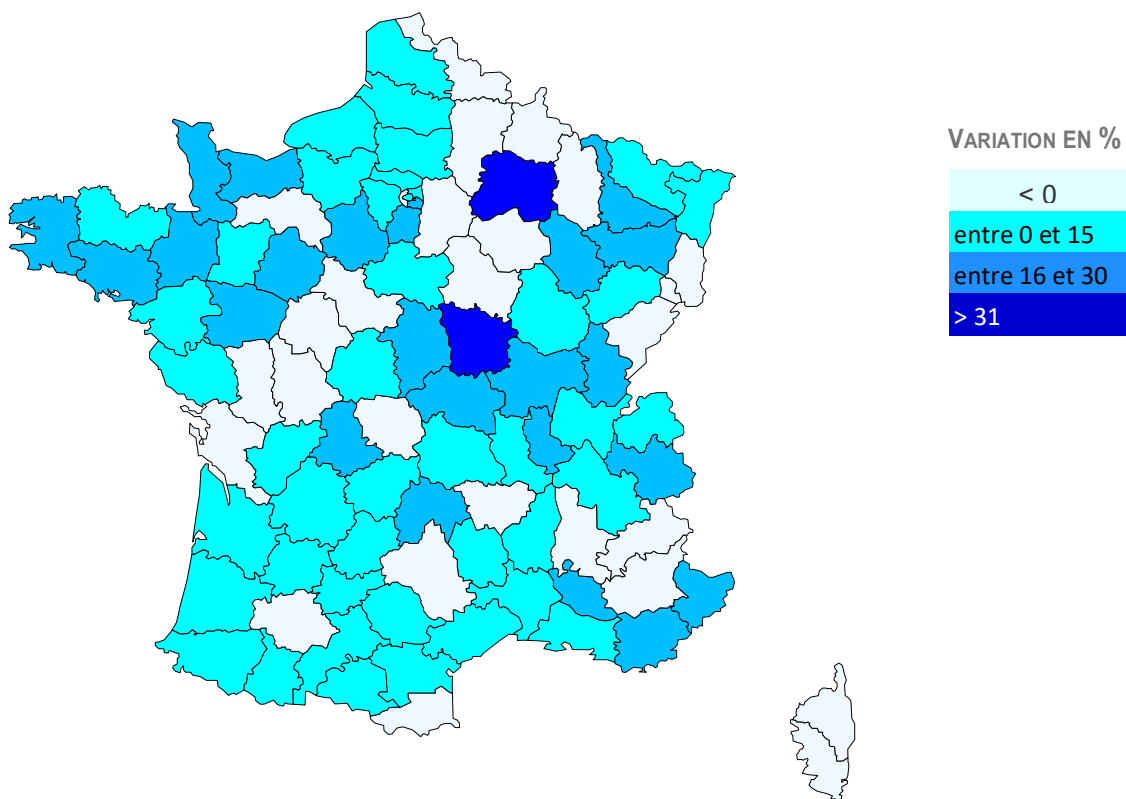 VARIATION EN %
< 0
entre 0 et 15
entre 16 et 30
> 31